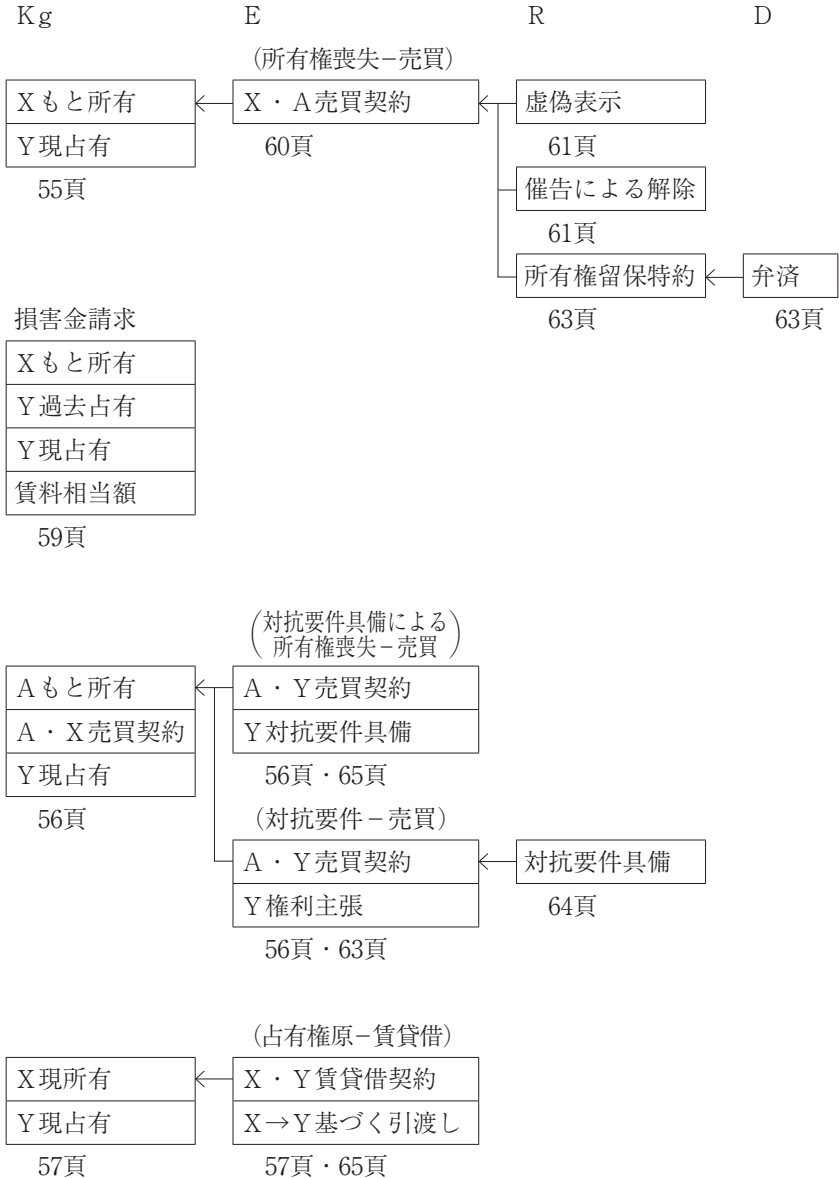 Kg E R D
(所有権喪失−売買)
Xもと所有 X・A売買契約 虚偽表示
Y現占有 60頁 61頁
55頁 催告による解除
61頁
所有権留保特約 弁済
63頁 63頁
損害金請求
Xもと所有
Y過去占有
Y現占有
賃料相当額
59頁
(対抗要件具備による
所有権喪失−売買)
Aもと所有 A・Y売買契約
A・X売買契約 Y対抗要件具備
Y現占有 56頁・65頁
56頁 (対抗要件−売買)
A・Y売買契約 対抗要件具備
Y権利主張 64頁
56頁・63頁
(占有権原−賃貸借)
X現所有 X・Y賃貸借契約
Y現占有 X→Y基づく引渡し
57頁 57頁・65頁